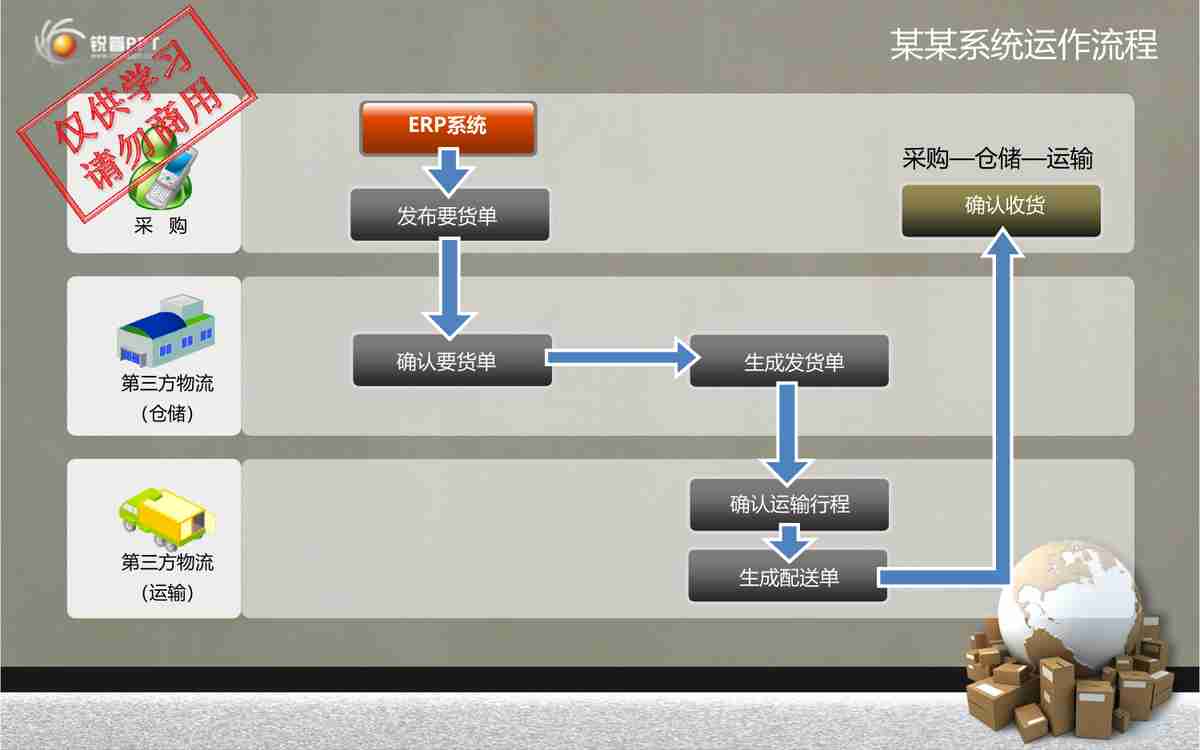 锐普PPT
某某系统运作流程
仅供学习
请勿商用
采 购
ERP系统
发布要货单
采购—仓储—运输
确认收货
第三方物流
(仓储)
确认要货单
生成发货单
第三方物流
(运输)
确认运输行程
生成配送单